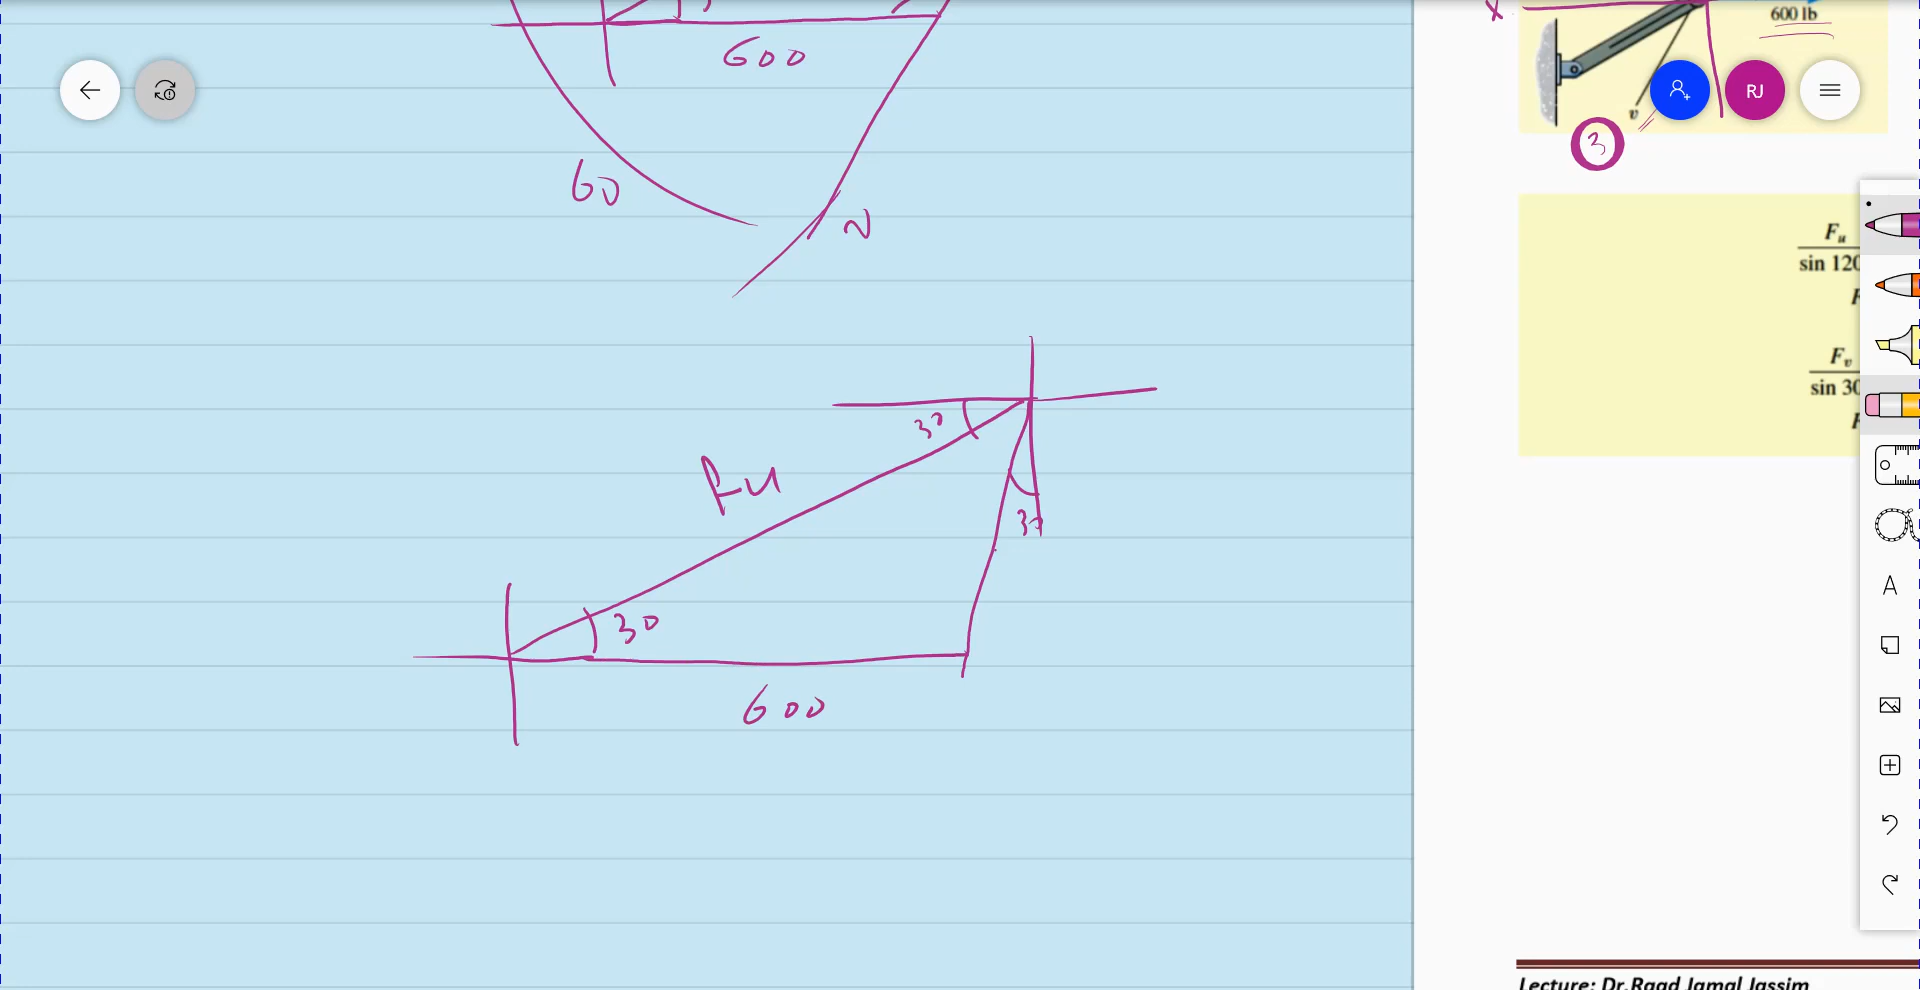 600
60
N
30
Fu
30
30
600
x
600 lb
v
RJ
3
Fu
sin 120
F
Fv
sin 30
F
A
Lecture: Dr.Raad Jamal Jassim